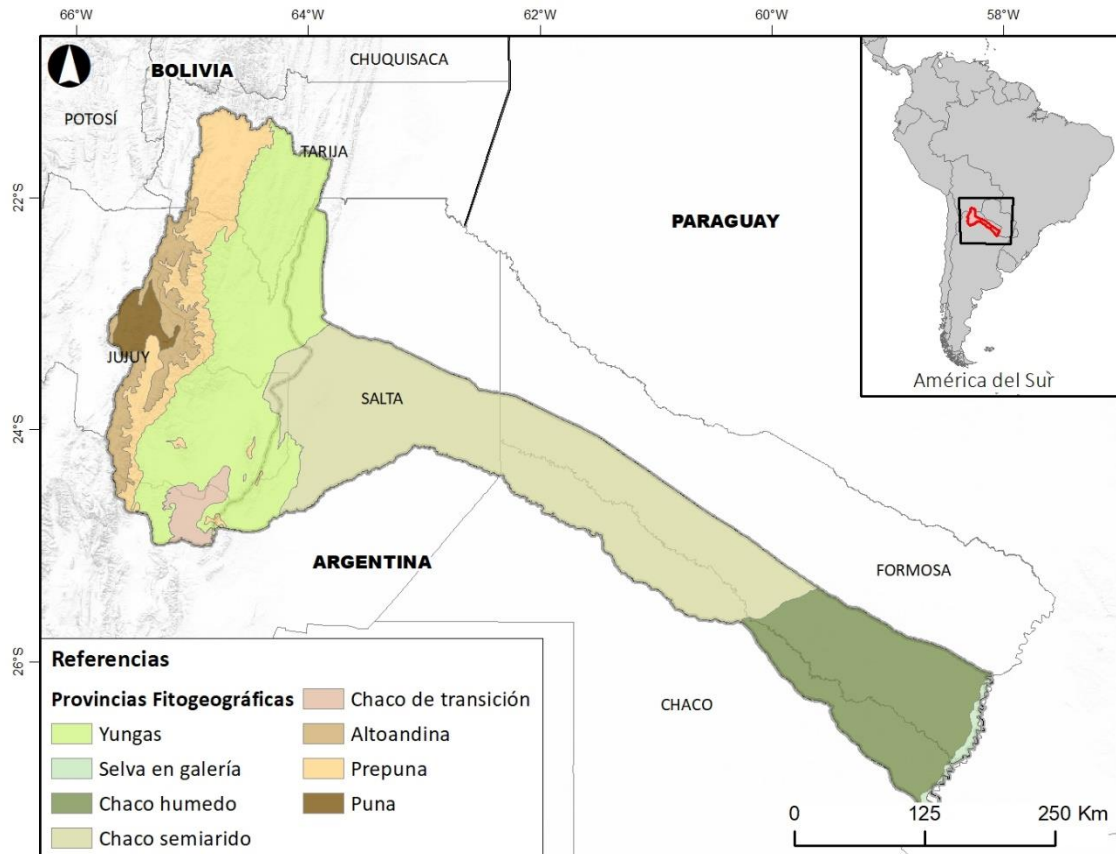 66°W
64°W
62°W
60°W
58°W
BOLIVIA
CHUQUISACA
POTOSÍ
TARIJA
22°S
PARAGUAY
América del Sur
JUJUY
SALTA
24°S
ARGENTINA
FORMOSA
26°S
CHACO
Referencias
Provincias Fitogeográficas
Yungas
Selva en galería
Chaco humedo
Chaco semiarido
Chaco de transición
Altoandina
Prepuna
Puna
0 125 250 Km